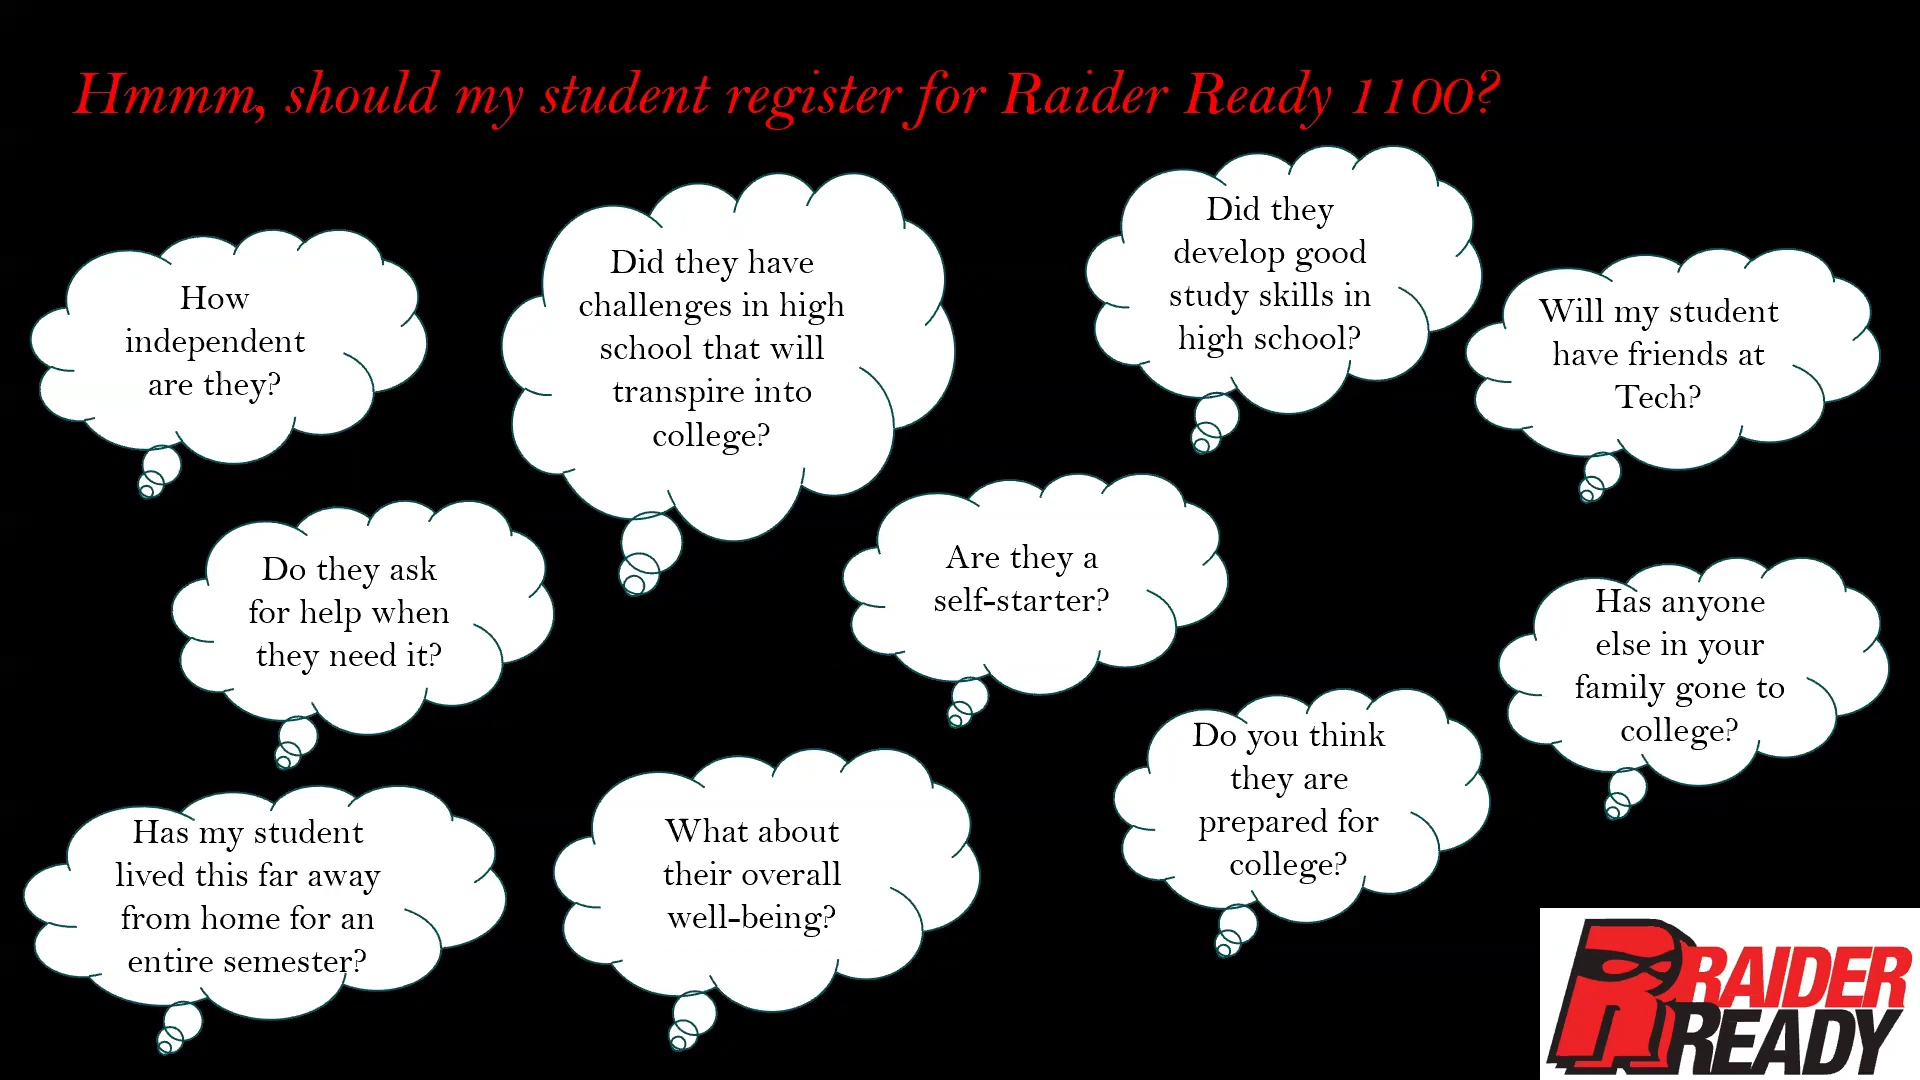 Hmmm, should my student register for Raider Ready 1100?
How
independent
are they?
Did they have
challenges in high
school that will
transpire into
college?
Did they
develop good
study skills in
high school?
Will my student
have friends at
Tech?
Do they ask
for help when
they need it?
Are they a
self-starter?
Has anyone
else in your
family gone to
college?
Has my student
lived this far away
from home for an
entire semester?
What about
their overall
well-being?
Do you think
they are
prepared for
college?
RAIDER
READY